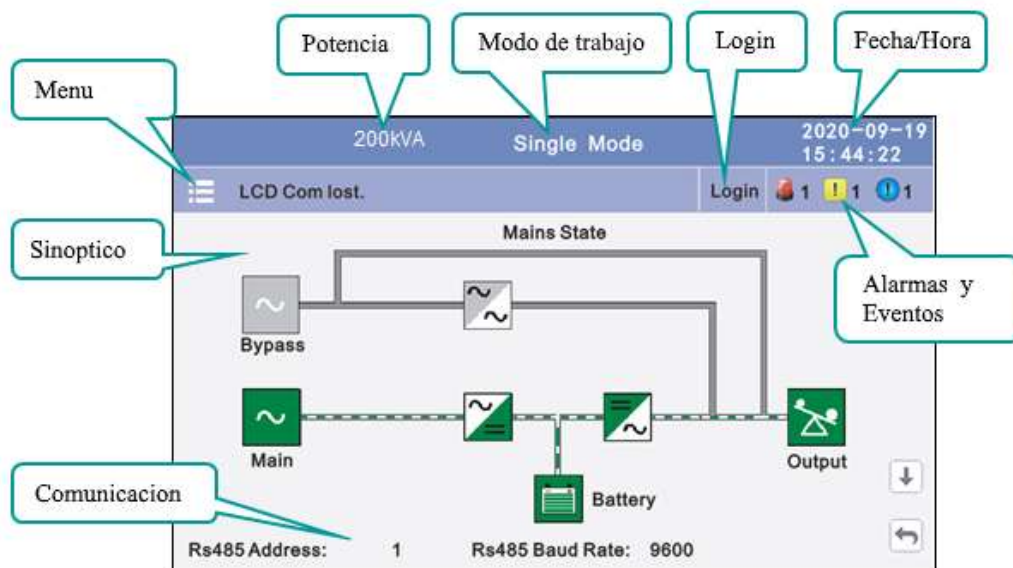 Menu
Potencia
Modo de trabajo
Login
Fecha/Hora
200kVA
Single Mode
2020-09-19
15:44:22
LCD Com lost.
Login
1
! 1
! 1
Sinoptico
Mains State
Alarmas y
Eventos
Bypass
Main
Output
Comunicacion
Battery
Rs485 Address: 1
Rs485 Baud Rate: 9600